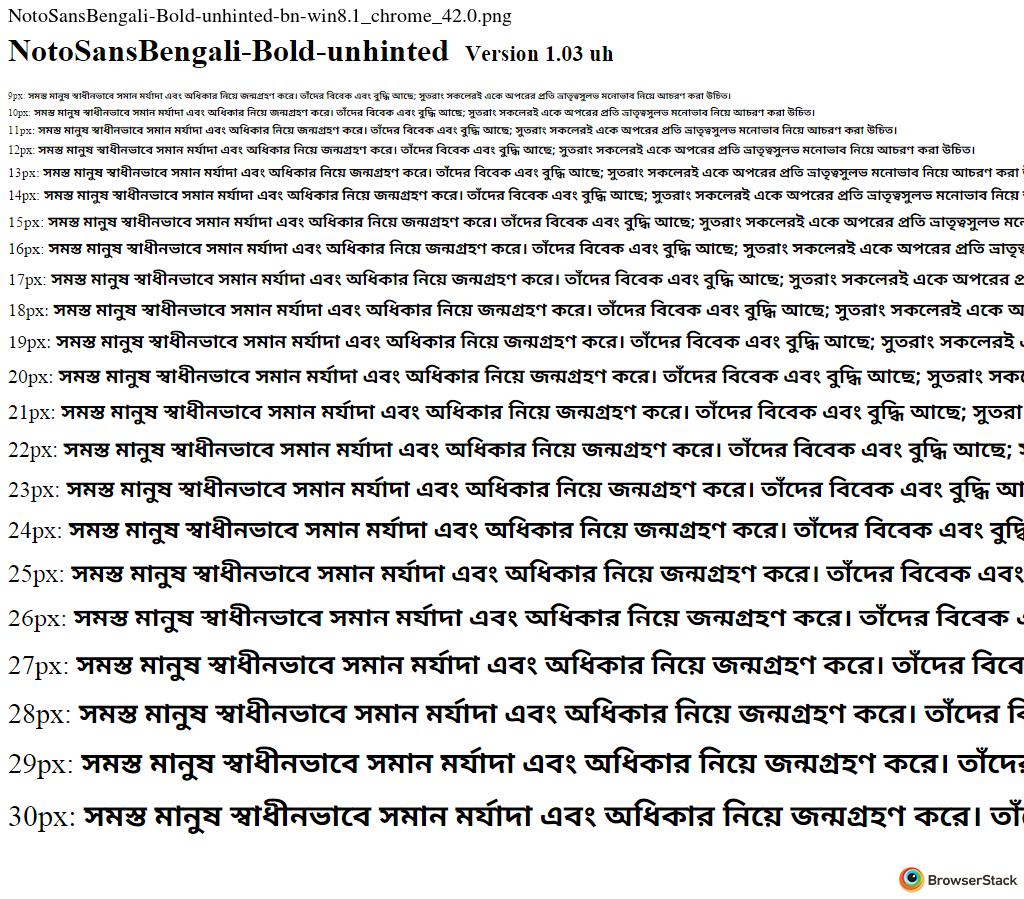 NotoSansBengali-Bold-unhinted-bn-win8.1_chrome_42.0.png
NotoSansBengali-Bold-unhinted Version 1.03 uh
9px: সমস্ত মানুষ স্বাধীনভাবে সমান মর্যাদা এবং অধিকার নিয়ে জন্মগ্রহণ করে। তাঁদের বিবেক এবং বুদ্ধি আছে; সুতরাং সকলেরই একে অপরের প্রতি ভ্রাতৃত্বসুলভ মনোভাব নিয়ে আচরণ করা উচিত।
10px: সমস্ত মানুষ স্বাধীনভাবে সমান মর্যাদা এবং অধিকার নিয়ে জন্মগ্রহণ করে। তাঁদের বিবেক এবং বুদ্ধি আছে; সুতরাং সকলেরই একে অপরের প্রতি ভ্রাতৃত্বসুলভ মনোভাব নিয়ে আচরণ করা উচিত।
11px: সমস্ত মানুষ স্বাধীনভাবে সমান মর্যাদা এবং অধিকার নিয়ে জন্মগ্রহণ করে। তাঁদের বিবেক এবং বুদ্ধি আছে; সুতরাং সকলেরই একে অপরের প্রতি ভ্রাতৃত্বসুলভ মনোভাব নিয়ে আচরণ করা উচিত।
12px: সমস্ত মানুষ স্বাধীনভাবে সমান মর্যাদা এবং অধিকার নিয়ে জন্মগ্রহণ করে। তাঁদের বিবেক এবং বুদ্ধি আছে; সুতরাং সকলেরই একে অপরের প্রতি ভ্রাতৃত্বসুলভ মনোভাব নিয়ে আচরণ করা উচিত।
13px: সমস্ত মানুষ স্বাধীনভাবে সমান মর্যাদা এবং অধিকার নিয়ে জন্মগ্রহণ করে। তাঁদের বিবেক এবং বুদ্ধি আছে; সুতরাং সকলেরই একে অপরের প্রতি ভ্রাতৃত্বসুলভ মনোভাব নিয়ে আচরণ করা
14px: সমস্ত মানুষ স্বাধীনভাবে সমান মর্যাদা এবং অধিকার নিয়ে জন্মগ্রহণ করে। তাঁদের বিবেক এবং বুদ্ধি আছে; সুতরাং সকলেরই একে অপরের প্রতি ভ্রাতৃত্বসুলভ মনোভাব নিয়ে
15px: সমস্ত মানুষ স্বাধীনভাবে সমান মর্যাদা এবং অধিকার নিয়ে জন্মগ্রহণ করে। তাঁদের বিবেক এবং বুদ্ধি আছে; সুতরাং সকলেরই একে অপরের প্রতি ভ্রাতৃত্বসুলভ
16px: সমস্ত মানুষ স্বাধীনভাবে সমান মর্যাদা এবং অধিকার নিয়ে জন্মগ্রহণ করে। তাঁদের বিবেক এবং বুদ্ধি আছে; সুতরাং সকলেরই একে অপরের প্রতি
17px: সমস্ত মানুষ স্বাধীনভাবে সমান মর্যাদা এবং অধিকার নিয়ে জন্মগ্রহণ করে। তাঁদের বিবেক এবং বুদ্ধি আছে; সুতরাং সকলেরই একে অপরের
18px: সমস্ত মানুষ স্বাধীনভাবে সমান মর্যাদা এবং অধিকার নিয়ে জন্মগ্রহণ করে। তাঁদের বিবেক এবং বুদ্ধি আছে; সুতরাং সকলেরই একে
19px: সমস্ত মানুষ স্বাধীনভাবে সমান মর্যাদা এবং অধিকার নিয়ে জন্মগ্রহণ করে। তাঁদের বিবেক এবং বুদ্ধি আছে; সুতরাং সকলেরই
20px: সমস্ত মানুষ স্বাধীনভাবে সমান মর্যাদা এবং অধিকার নিয়ে জন্মগ্রহণ করে। তাঁদের বিবেক এবং বুদ্ধি আছে; সুতরাং
21px: সমস্ত মানুষ স্বাধীনভাবে সমান মর্যাদা এবং অধিকার নিয়ে জন্মগ্রহণ করে। তাঁদের বিবেক এবং বুদ্ধি আছে; সুতরা
22px: সমস্ত মানুষ স্বাধীনভাবে সমান মর্যাদা এবং অধিকার নিয়ে জন্মগ্রহণ করে। তাঁদের বিবেক এবং বুদ্ধি আছে;
23px: সমস্ত মানুষ স্বাধীনভাবে সমান মর্যাদা এবং অধিকার নিয়ে জন্মগ্রহণ করে। তাঁদের বিবেক এবং বুদ্ধি
24px: সমস্ত মানুষ স্বাধীনভাবে সমান মর্যাদা এবং অধিকার নিয়ে জন্মগ্রহণ করে। তাঁদের বিবেক এবং বুদ্ধি
25px: সমস্ত মানুষ স্বাধীনভাবে সমান মর্যাদা এবং অধিকার নিয়ে জন্মগ্রহণ করে। তাঁদের বিবেক এবং
26px: সমস্ত মানুষ স্বাধীনভাবে সমান মর্যাদা এবং অধিকার নিয়ে জন্মগ্রহণ করে। তাঁদের বিবেক
27px: সমস্ত মানুষ স্বাধীনভাবে সমান মর্যাদা এবং অধিকার নিয়ে জন্মগ্রহণ করে। তাঁদের বিবে
28px: সমস্ত মানুষ স্বাধীনভাবে সমান মর্যাদা এবং অধিকার নিয়ে জন্মগ্রহণ করে। তাঁদের
29px: সমস্ত মানুষ স্বাধীনভাবে সমান মর্যাদা এবং অধিকার নিয়ে জন্মগ্রহণ করে। তাঁদের
30px: সমস্ত মানুষ স্বাধীনভাবে সমান মর্যাদা এবং অধিকার নিয়ে জন্মগ্রহণ করে। তাঁ
BrowserStack